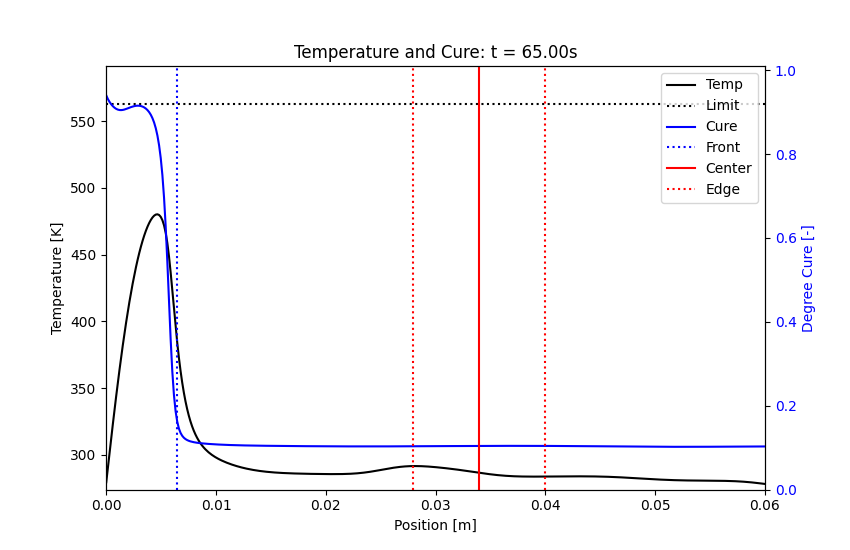 Temperature and Cure: t = 65.00s
Temp
Limit
Cure
Front
Center
Edge
Temperature [K]
550
500
450
400
350
300
1.0
0.8
0.6
0.4
0.2
0.0
Degree Cure [-]
0.00 0.01 0.02 0.03 0.04 0.05 0.06
Position [m]